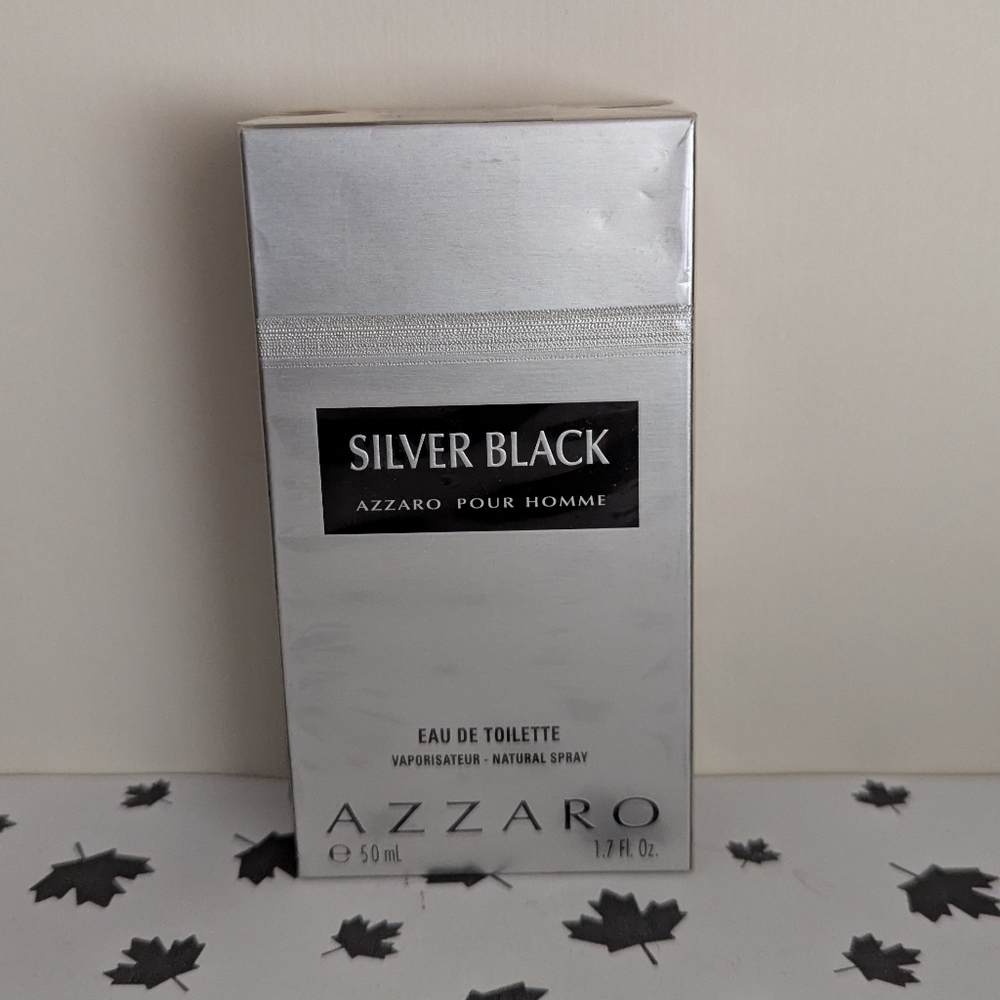 SILVER BLACK
AZZARO POUR HOMME
EAU DE TOILETTE
VAPORISATEUR - NATURAL SPRAY
AZZARO
℮ 50 mL 1.7 Fl. Oz.